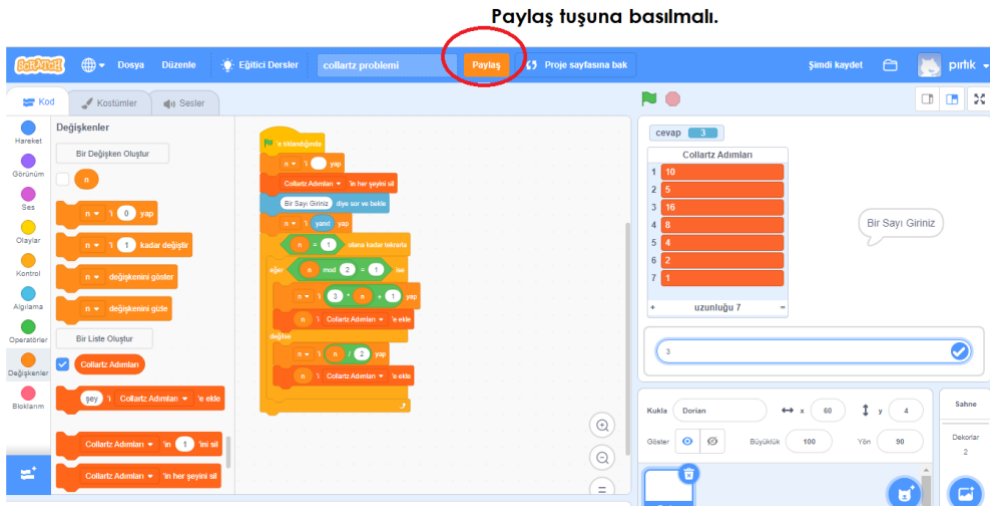 Paylaş tuşuna basılmalı.
SCRATCH Dosya Düzenle Eğitici Dersler collartz problemi Paylaş Proje sayfasına bak Şimdi kaydet pırtık
Kod Kostümler Sesler
Hareket
Görünüm
Ses
Olaylar
Kontrol
Algılama
Operatörler
Değişkenler
Bloklarım
Değişkenler
Bir Değişken Oluştur
n
n 'i 0 yap
n 'i 1 kadar değiştir
n değişkenini göster
n değişkenini gizle
Bir Liste Oluştur
Collartz Adımları
şey 'i Collartz Adımları 'e ekle
Collartz Adımları 'in 1 'ini sil
Collartz Adımları 'in her şeyini sil
'e tıklandığında
n 'i yap
Collartz Adımları 'in her şeyini sil
Bir Sayı Giriniz diye sor ve bekle
n 'i yanıt yap
n = 1 olana kadar tekrarla
eğer n mod 2 = 1 ise
n 'i 3 * n + 1 yap
n 'i Collartz Adımları 'e ekle
değilse
n 'i n / 2 yap
n 'i Collartz Adımları 'e ekle
cevap 3
Collartz Adımları
1 10
2 5
3 16
4 8
5 4
6 2
7 1
+ uzunluğu 7 =
Bir Sayı Giriniz
3
Kukla Dorian x 60 y 4
Göster Büyüklük 100 Yön 90
Sahne
Dekorlar
2